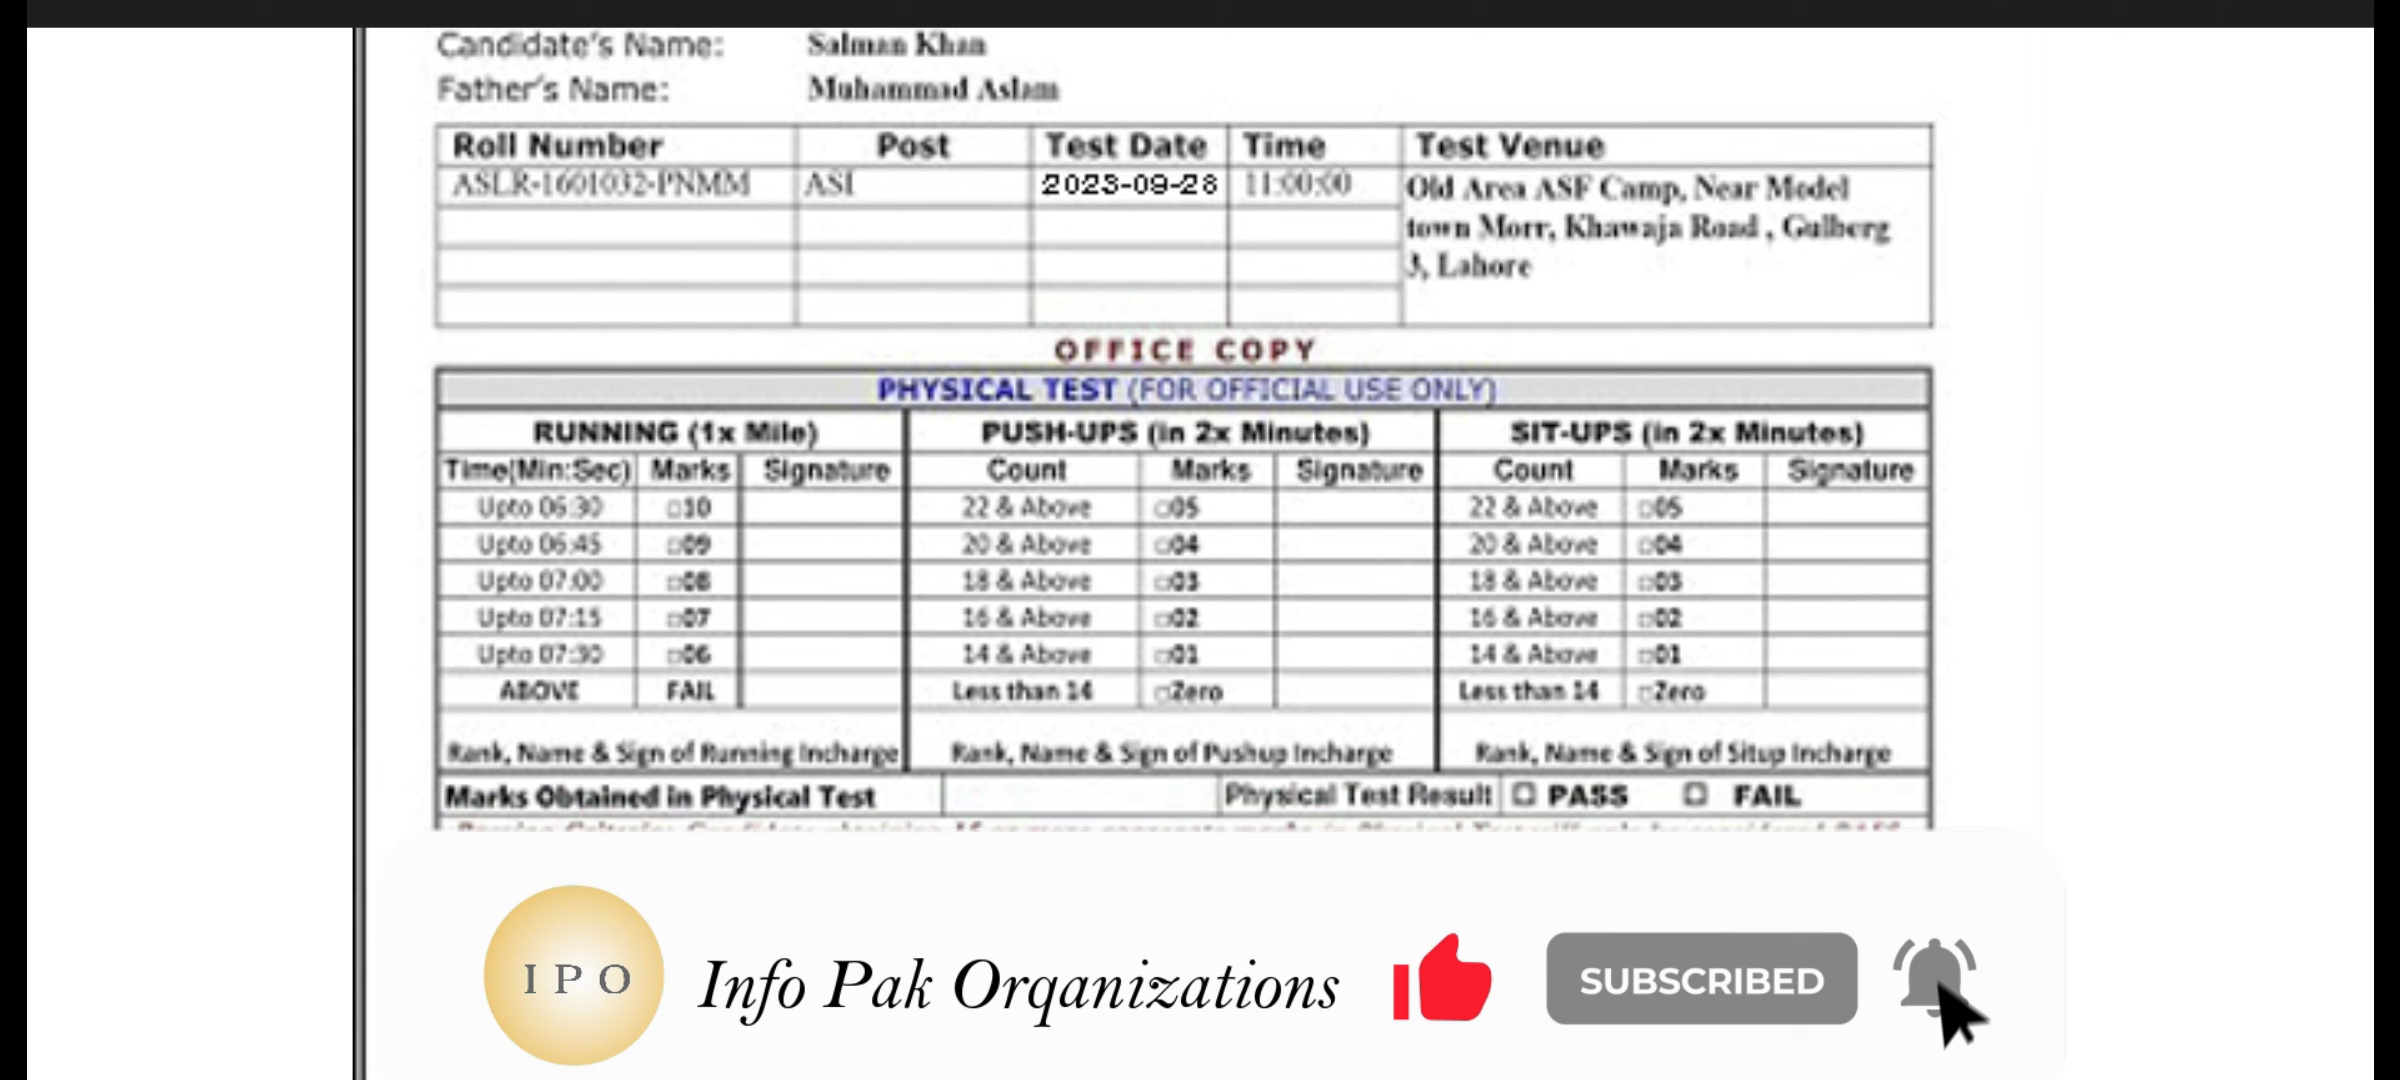 Candidate's Name: Salman Khan
Father's Name: Muhammad Aslam
Roll Number Post Test Date Time Test Venue
ASLR-1601032-PNMM ASI 2023-09-28 11:00:00 Old Area ASF Camp, Near Model
town Morr, Khawaja Road , Gulberg
3, Lahore
OFFICE COPY
PHYSICAL TEST (FOR OFFICIAL USE ONLY)
RUNNING (1x Mile) PUSH-UPS (in 2x Minutes) SIT-UPS (in 2x Minutes)
Time(Min:Sec) Marks Signature Count Marks Signature Count Marks Signature
Upto 06:30 □10 22 & Above □05 22 & Above □05
Upto 06:45 □09 20 & Above □04 20 & Above □04
Upto 07:00 □08 18 & Above □03 18 & Above □03
Upto 07:15 □07 16 & Above □02 16 & Above □02
Upto 07:30 □06 14 & Above □01 14 & Above □01
ABOVE FAIL Less than 14 □Zero Less than 14 □Zero
Rank, Name & Sign of Running Incharge Rank, Name & Sign of Pushup Incharge Rank, Name & Sign of Situp Incharge
Marks Obtained in Physical Test Physical Test Result □ PASS □ FAIL
I P O
Info Pak Orqanizations
SUBSCRIBED